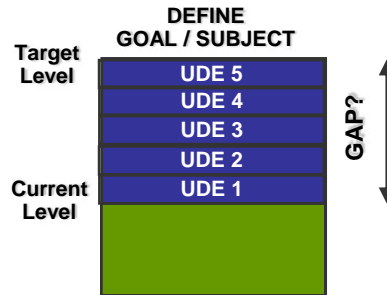 DEFINE
GOAL / SUBJECT
Target
Level
UDE 5
UDE 4
UDE 3
UDE 2
UDE 1
Current
Level
GAP?